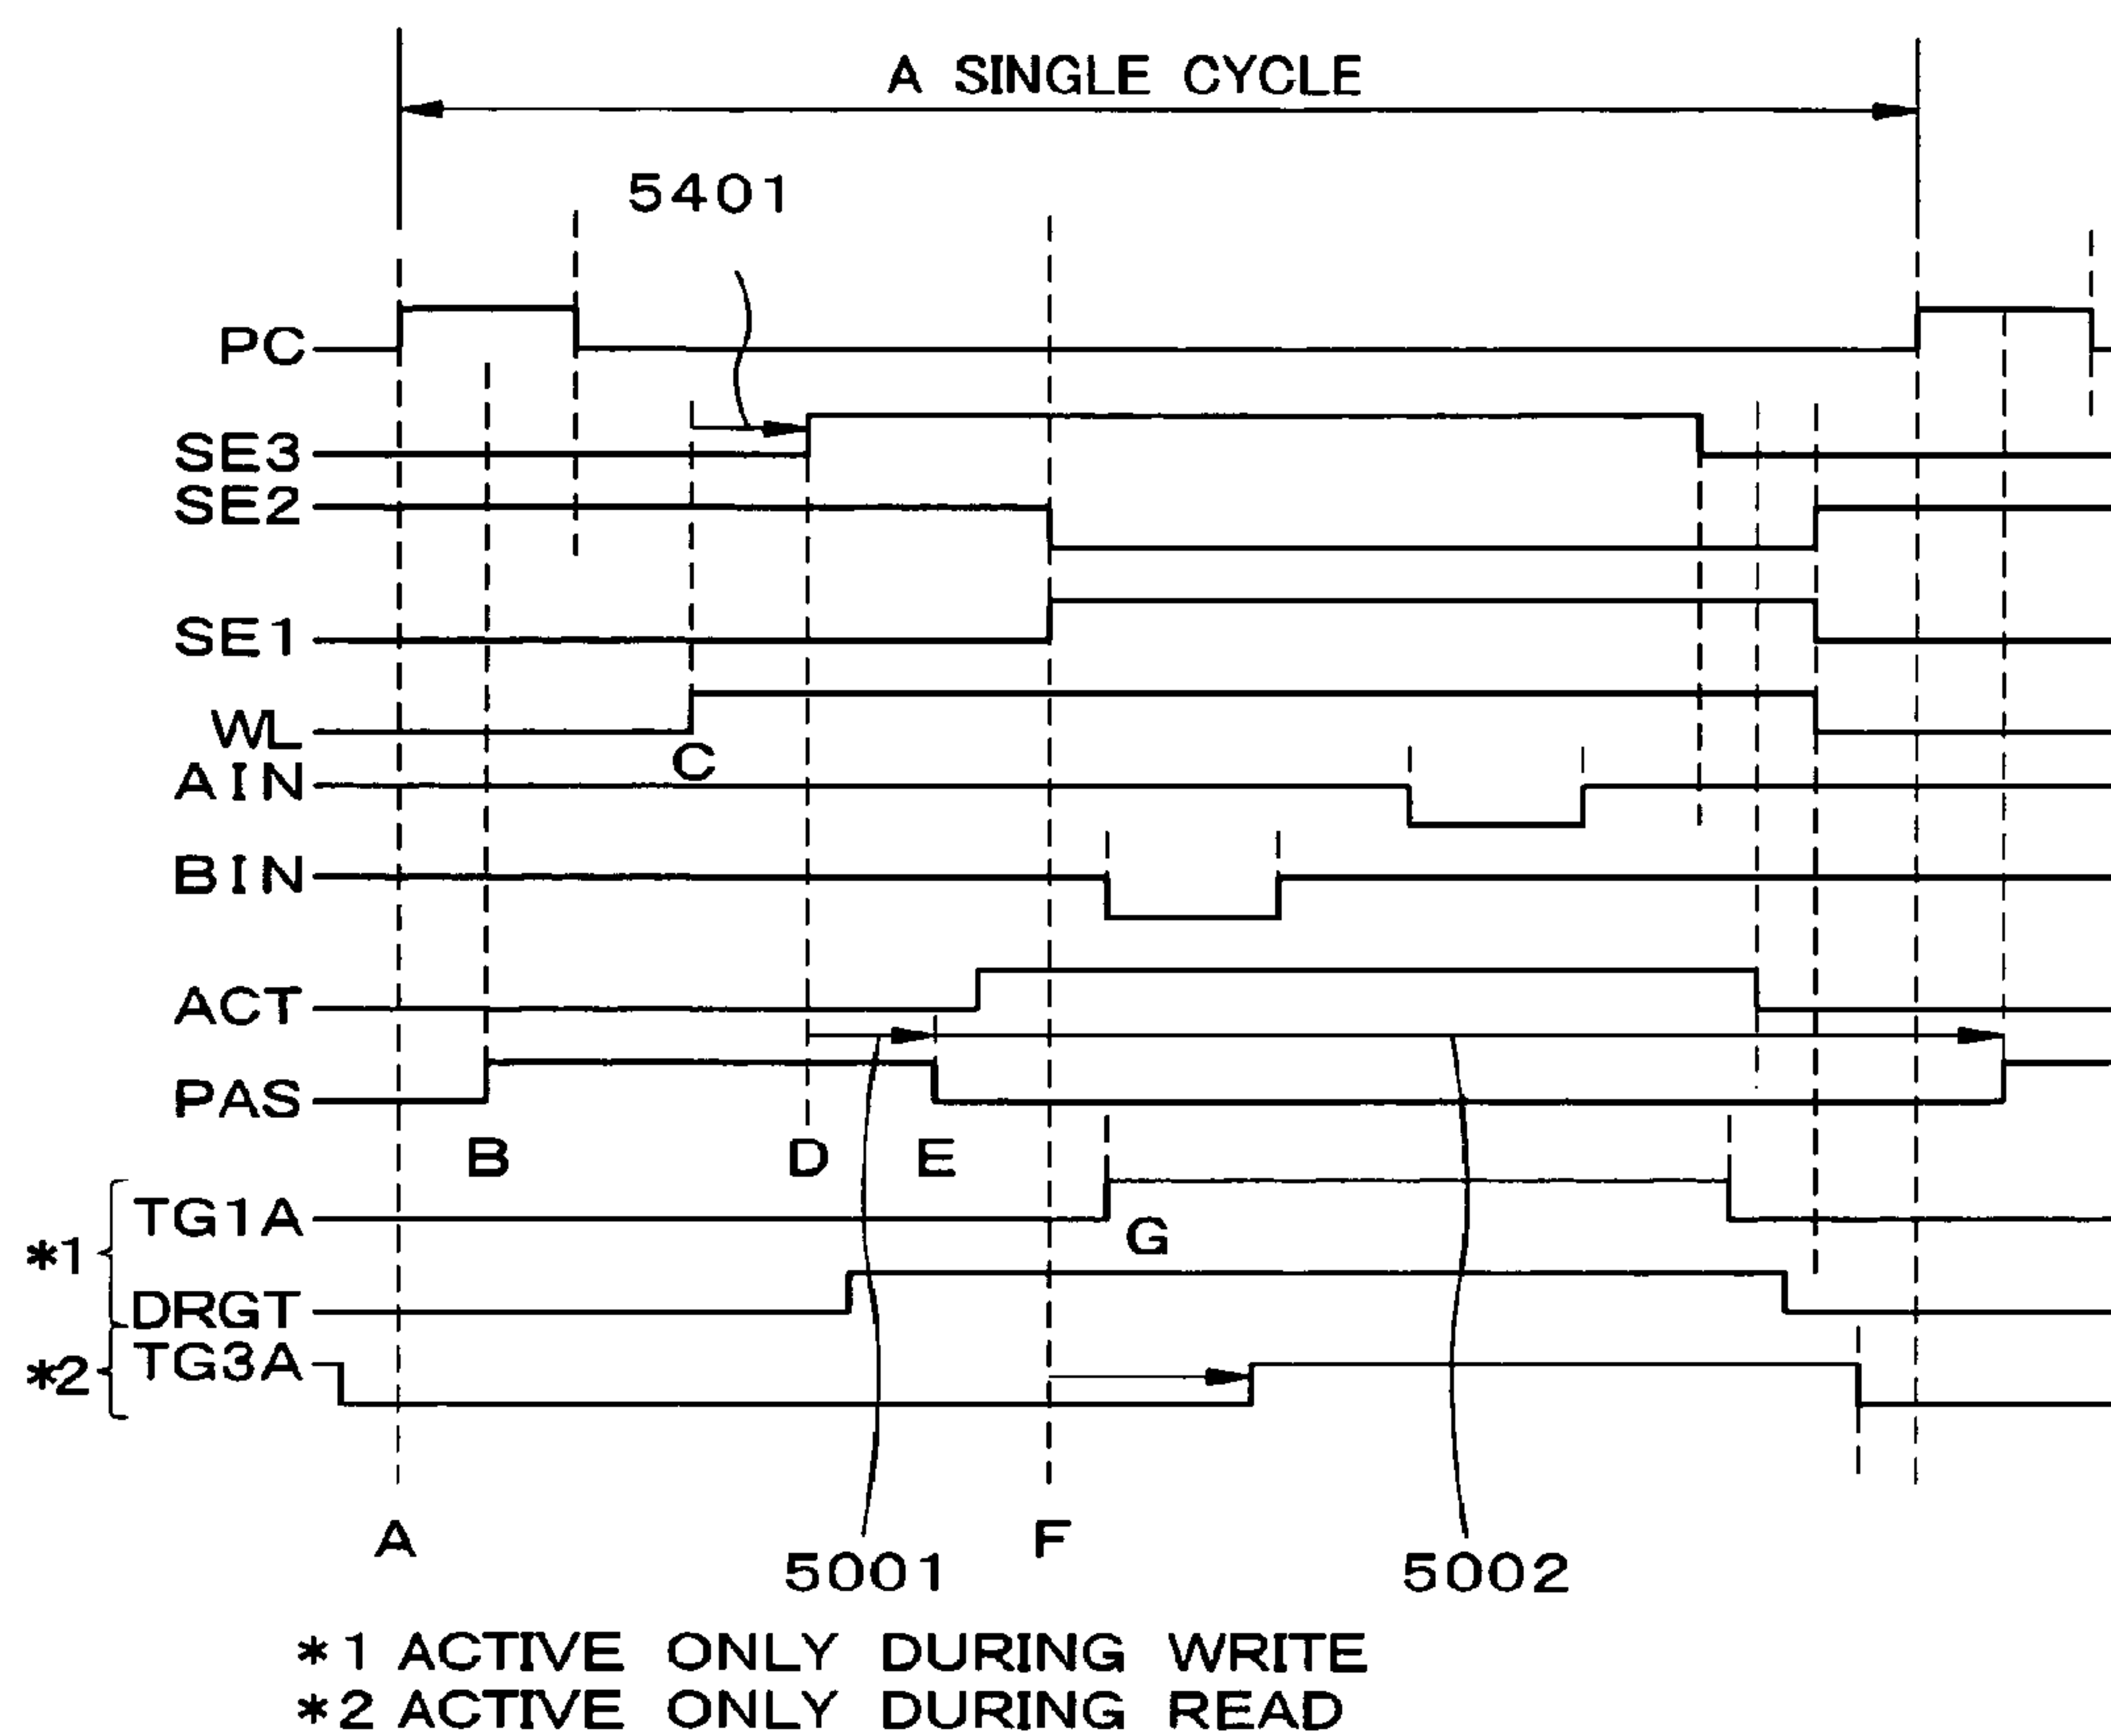 A SINGLE CYCLE
5401
PC
SE3
SE2
SE1
WL
C
AIN
BIN
ACT
PAS
B D E
TG1A
G
*1
DRGT
*2
TG3A
A F
5001 5002
*1 ACTIVE ONLY DURING WRITE
*2 ACTIVE ONLY DURING READ